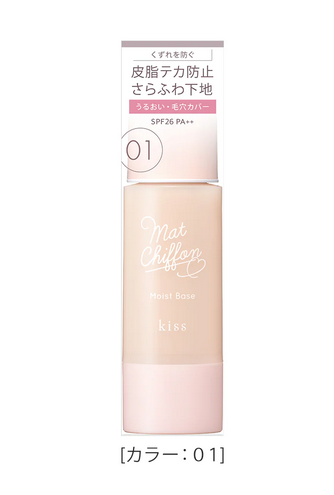 くずれを防ぐ
皮脂テカ防止
さらふわ下地
うるおい・毛穴カバー
SPF26 PA++
01
Mat
Chiffon
Moist Base
kiss
[カラー：01]